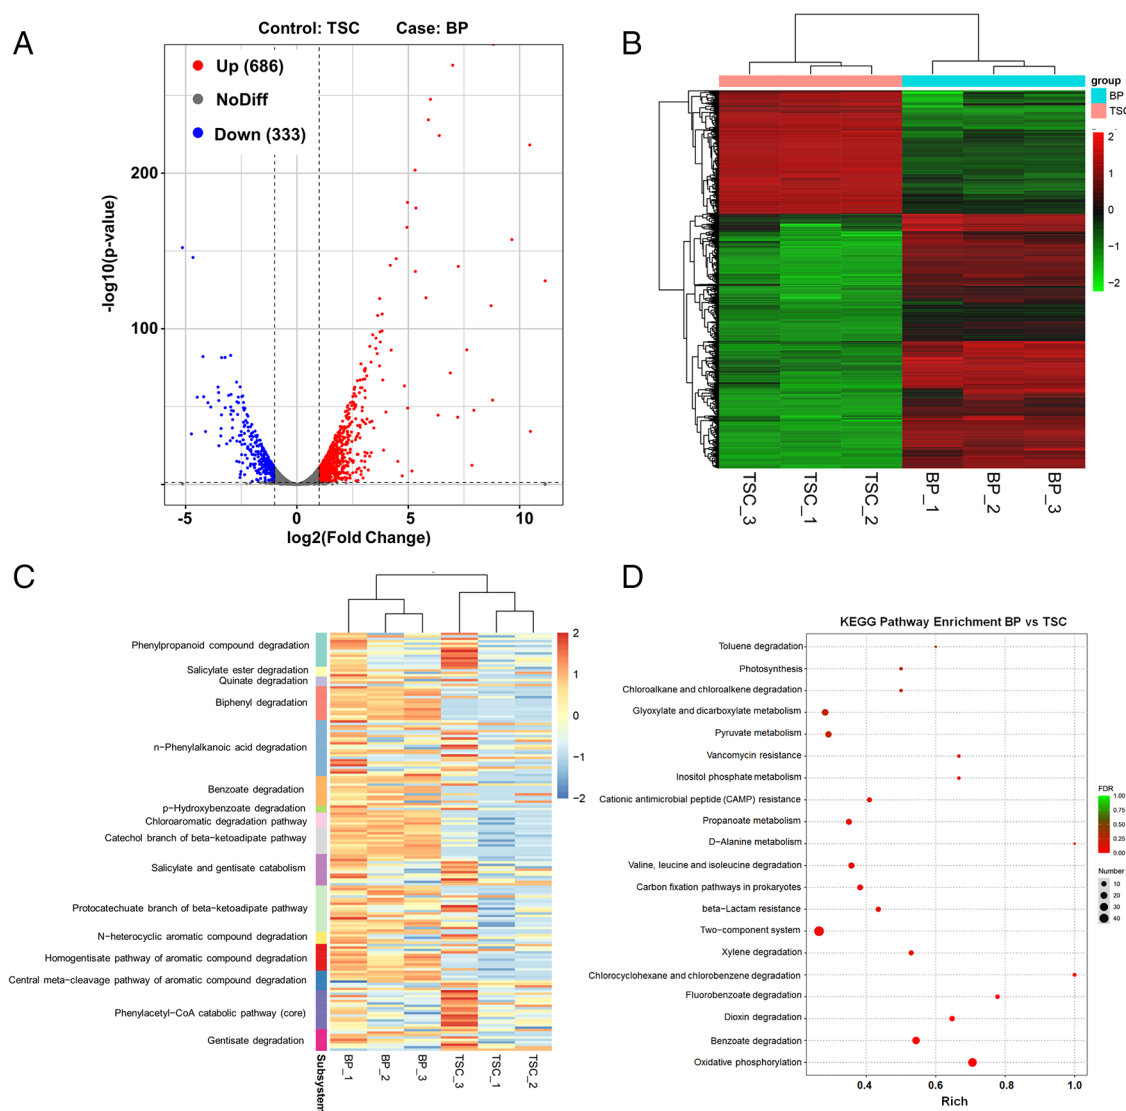 A
Control: TSC Case: BP
Up (686)
NoDiff
Down (333)
200
100
-log10(p-value)
-5
0
5
10
log2(Fold Change)
B
group
BP
TSC
2
1
0
−1
−2
TSC_3
TSC_1
TSC_2
BP_1
BP_2
BP_3
C
Phenylpropanoid compound degradation
Salicylate ester degradation
Quinate degradation
Biphenyl degradation
n−Phenylalkanoic acid degradation
Benzoate degradation
p−Hydroxybenzoate degradation
Chloroaromatic degradation pathway
Catechol branch of beta−ketoadipate pathway
Salicylate and gentisate catabolism
Protocatechuate branch of beta−ketoadipate pathway
N−heterocyclic aromatic compound degradation
Homogentisate pathway of aromatic compound degradation
Central meta−cleavage pathway of aromatic compound degradation
Phenylacetyl−CoA catabolic pathway (core)
Gentisate degradation
2
1
0
−1
−2
Subsystem
BP_1
BP_2
BP_3
TSC_3
TSC_1
TSC_2
D
KEGG Pathway Enrichment BP vs TSC
Toluene degradation
Photosynthesis
Chloroalkane and chloroalkene degradation
Glyoxylate and dicarboxylate metabolism
Pyruvate metabolism
Vancomycin resistance
Inositol phosphate metabolism
Cationic antimicrobial peptide (CAMP) resistance
Propanoate metabolism
D−Alanine metabolism
Valine, leucine and isoleucine degradation
Carbon fixation pathways in prokaryotes
beta−Lactam resistance
Two−component system
Xylene degradation
Chlorocyclohexane and chlorobenzene degradation
Fluorobenzoate degradation
Dioxin degradation
Benzoate degradation
Oxidative phosphorylation
0.4
0.6
0.8
1.0
Rich
FDR
1.00
0.75
0.50
0.25
0.00
Number
10
20
30
40